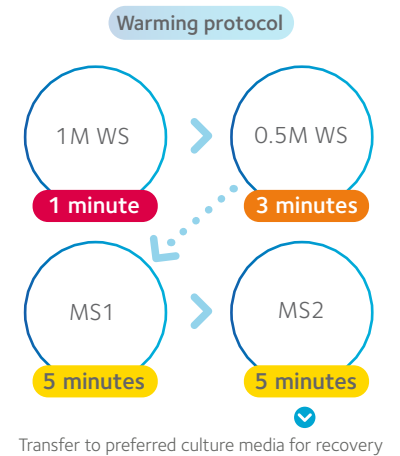 Warming protocol
1M WS
1 minute
0.5M WS
3 minutes
MS1
5 minutes
MS2
5 minutes
Transfer to preferred culture media for recovery